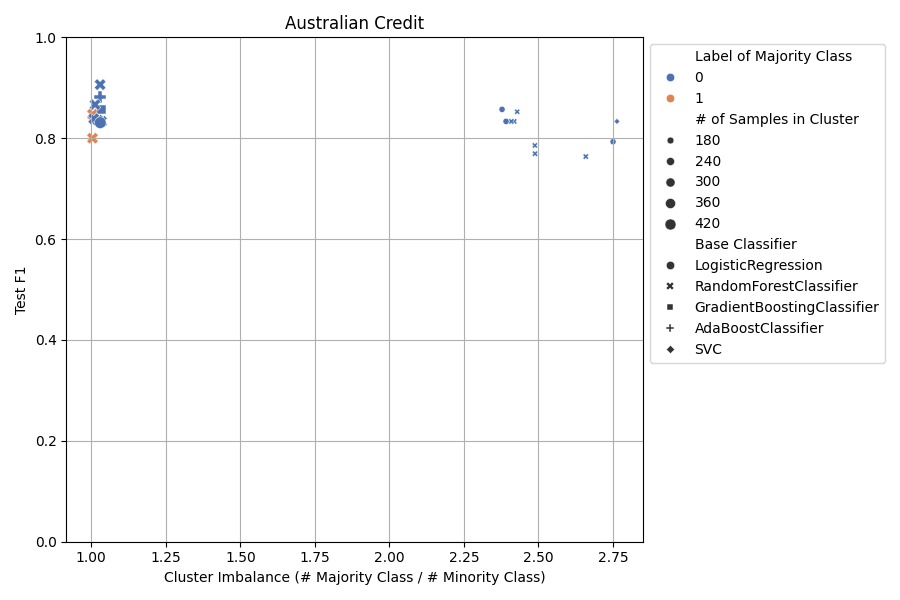 Australian Credit
1.0
0.8
0.6
0.4
0.2
0.0
Test F1
1.00 1.25 1.50 1.75 2.00 2.25 2.50 2.75
Cluster Imbalance (# Majority Class / # Minority Class)
Label of Majority Class
0
1
# of Samples in Cluster
180
240
300
360
420
Base Classifier
LogisticRegression
RandomForestClassifier
GradientBoostingClassifier
AdaBoostClassifier
SVC